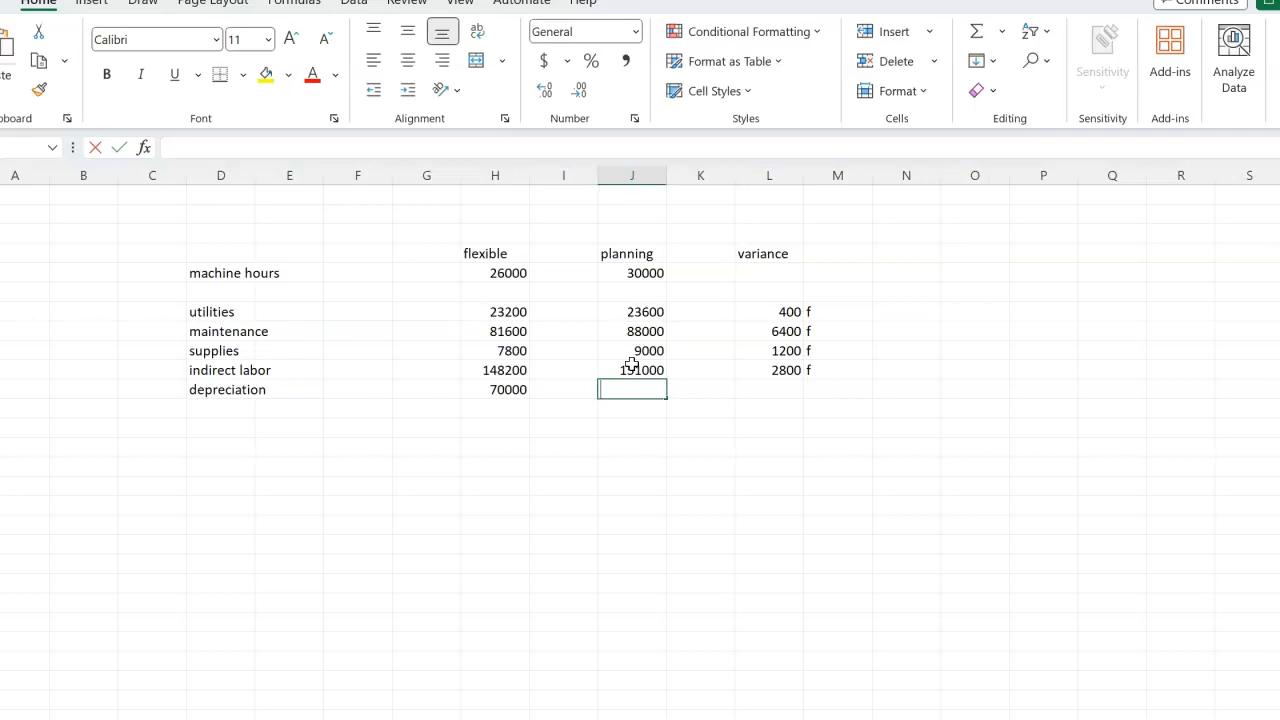 Home Insert Draw Page Layout Formulas Data Review View Automate Help Comments
Calibri 11 General Conditional Formatting Insert
B I U A $ % Format as Table Delete Sensitivity Add-ins Analyze Data
Cell Styles Format
Font Alignment Number Styles Cells Editing Sensitivity Add-ins
fx
A B C D E F G H I J K L M N O P Q R S
flexible planning variance
machine hours 26000 30000
utilities 23200 23600 400 f
maintenance 81600 88000 6400 f
supplies 7800 9000 1200 f
indirect labor 148200 151000 2800 f
depreciation 70000